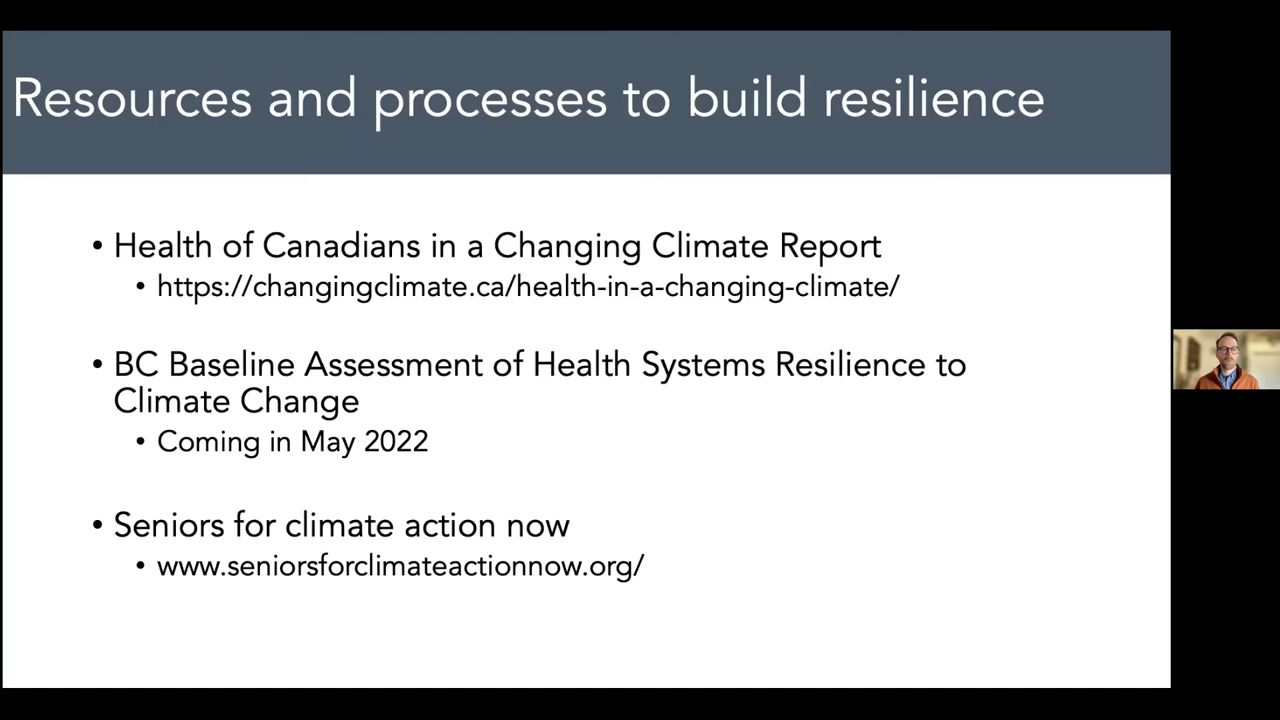 Resources and processes to build resilience
• Health of Canadians in a Changing Climate Report
• https://changingclimate.ca/health-in-a-changing-climate/
• BC Baseline Assessment of Health Systems Resilience to
Climate Change
• Coming in May 2022
• Seniors for climate action now
• www.seniorsforclimateactionnow.org/